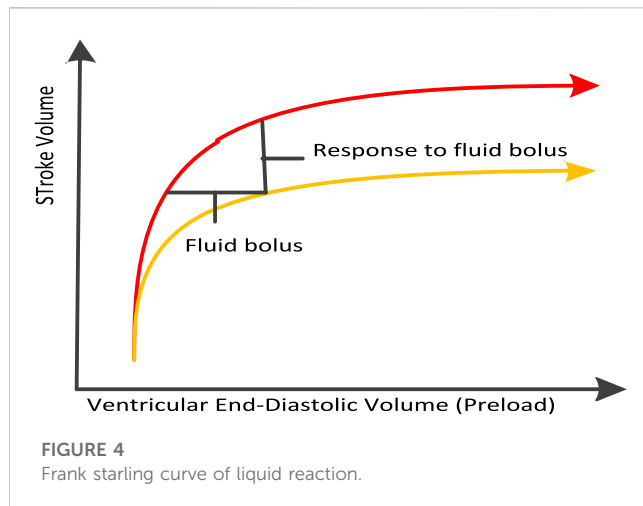 STroke Volume
Response to fluid bolus
Fluid bolus
Ventricular End-Diastolic Volume (Preload)
FIGURE 4
Frank starling curve of liquid reaction.